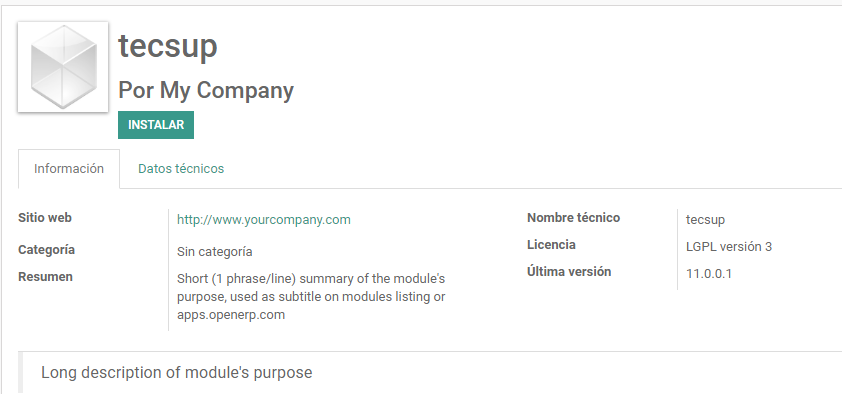 tecsup
Por My Company
INSTALAR
Información
Datos técnicos
Sitio web
http://www.yourcompany.com
Categoría
Sin categoría
Resumen
Short (1 phrase/line) summary of the module's
purpose, used as subtitle on modules listing or
apps.openerp.com
Nombre técnico
tecsup
Licencia
LGPL versión 3
Última versión
11.0.0.1
Long description of module's purpose